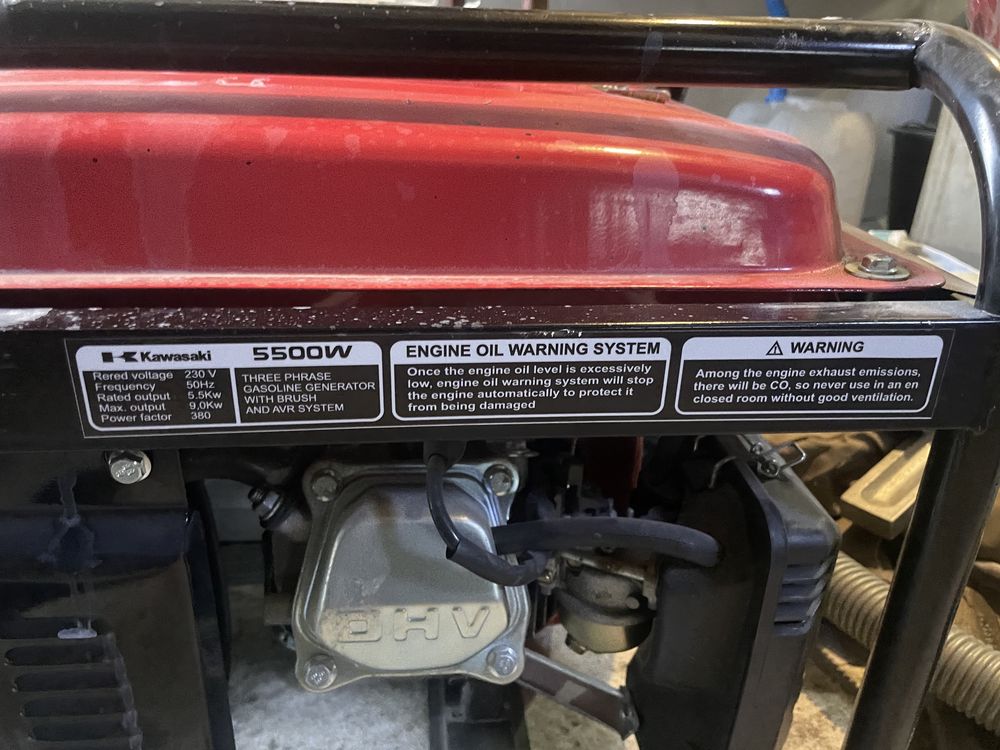 Kawasaki
5500W
Rered voltage 230 V
Frequency 50Hz
Rated output 5.5Kw
Max. output 9,0Kw
Power factor 380
THREE PHRASE
GASOLINE GENERATOR
WITH BRUSH
AND AVR SYSTEM
ENGINE OIL WARNING SYSTEM
Once the engine oil level is excessively
low, engine oil warning system will stop
the engine automatically to protect it
from being damaged
WARNING
Among the engine exhaust emissions,
there will be CO, so never use in an en
closed room without good ventilation.
OHV